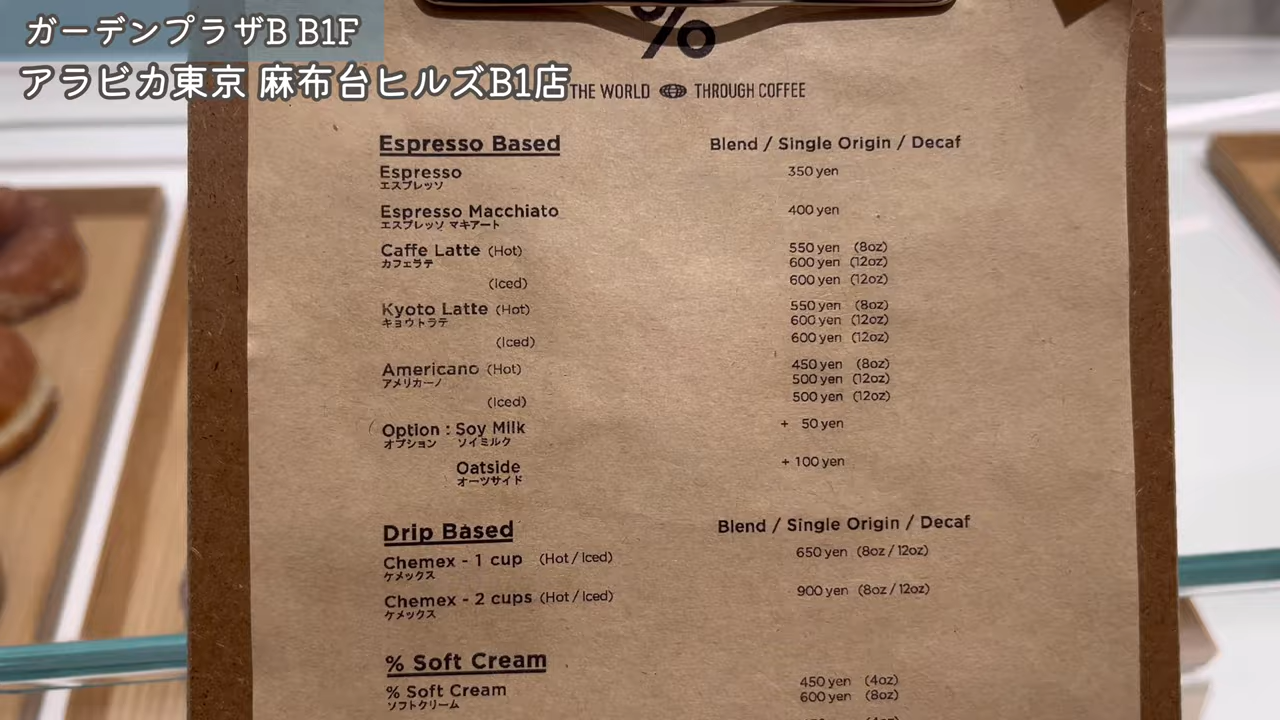 ガーデンプラザB B1F
アラビカ東京 麻布台ヒルズB1店
%
THE WORLD THROUGH COFFEE
Espresso Based Blend / Single Origin / Decaf
Espresso 350 yen
エスプレッソ
Espresso Macchiato 400 yen
エスプレッソ マキアート
Caffe Latte (Hot) 550 yen (8oz)
カフェラテ 600 yen (12oz)
(Iced) 600 yen (12oz)
Kyoto Latte (Hot) 550 yen (8oz)
キョウトラテ 600 yen (12oz)
(Iced) 600 yen (12oz)
Americano (Hot) 450 yen (8oz)
アメリカーノ 500 yen (12oz)
(Iced) 500 yen (12oz)
Option : Soy Milk + 50 yen
オプション ソイミルク
Oatside + 100 yen
オーツサイド
Drip Based Blend / Single Origin / Decaf
Chemex - 1 cup (Hot / Iced) 650 yen (8oz / 12oz)
ケメックス
Chemex - 2 cups (Hot / Iced) 900 yen (8oz / 12oz)
ケメックス
% Soft Cream
% Soft Cream 450 yen (4oz)
ソフトクリーム 600 yen (8oz)